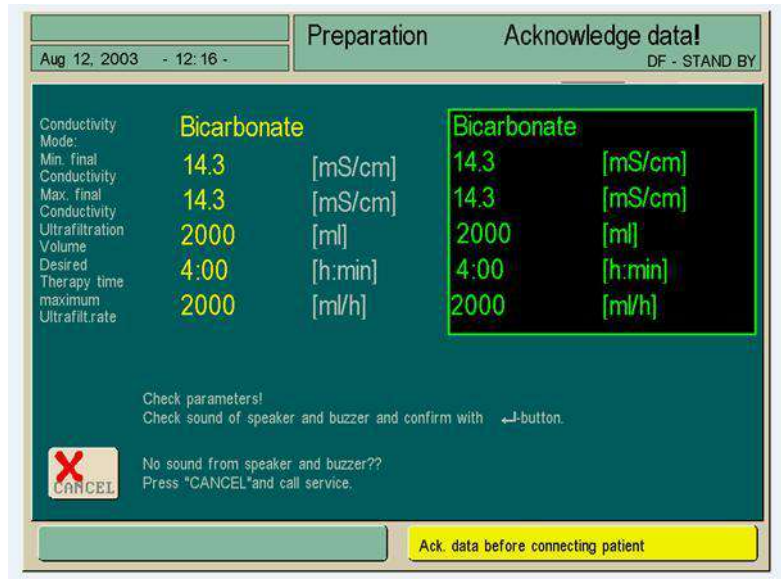 Preparation
Acknowledge data!
Aug 12, 2003 - 12:16 -
DF - STAND BY
Conductivity
Mode:
Bicarbonate
Bicarbonate
Min. final
Conductivity
14.3 [mS/cm]
14.3 [mS/cm]
Max. final
Conductivity
14.3 [mS/cm]
14.3 [mS/cm]
Ultrafiltration
Volume
2000 [ml]
2000 [ml]
Desired
Therapy time
4:00 [h:min]
4:00 [h:min]
maximum
Ultrafilt.rate
2000 [ml/h]
2000 [ml/h]
Check parameters!
Check sound of speaker and buzzer and confirm with ↵-button.
CANCEL
No sound from speaker and buzzer??
Press "CANCEL"and call service.
Ack. data before connecting patient